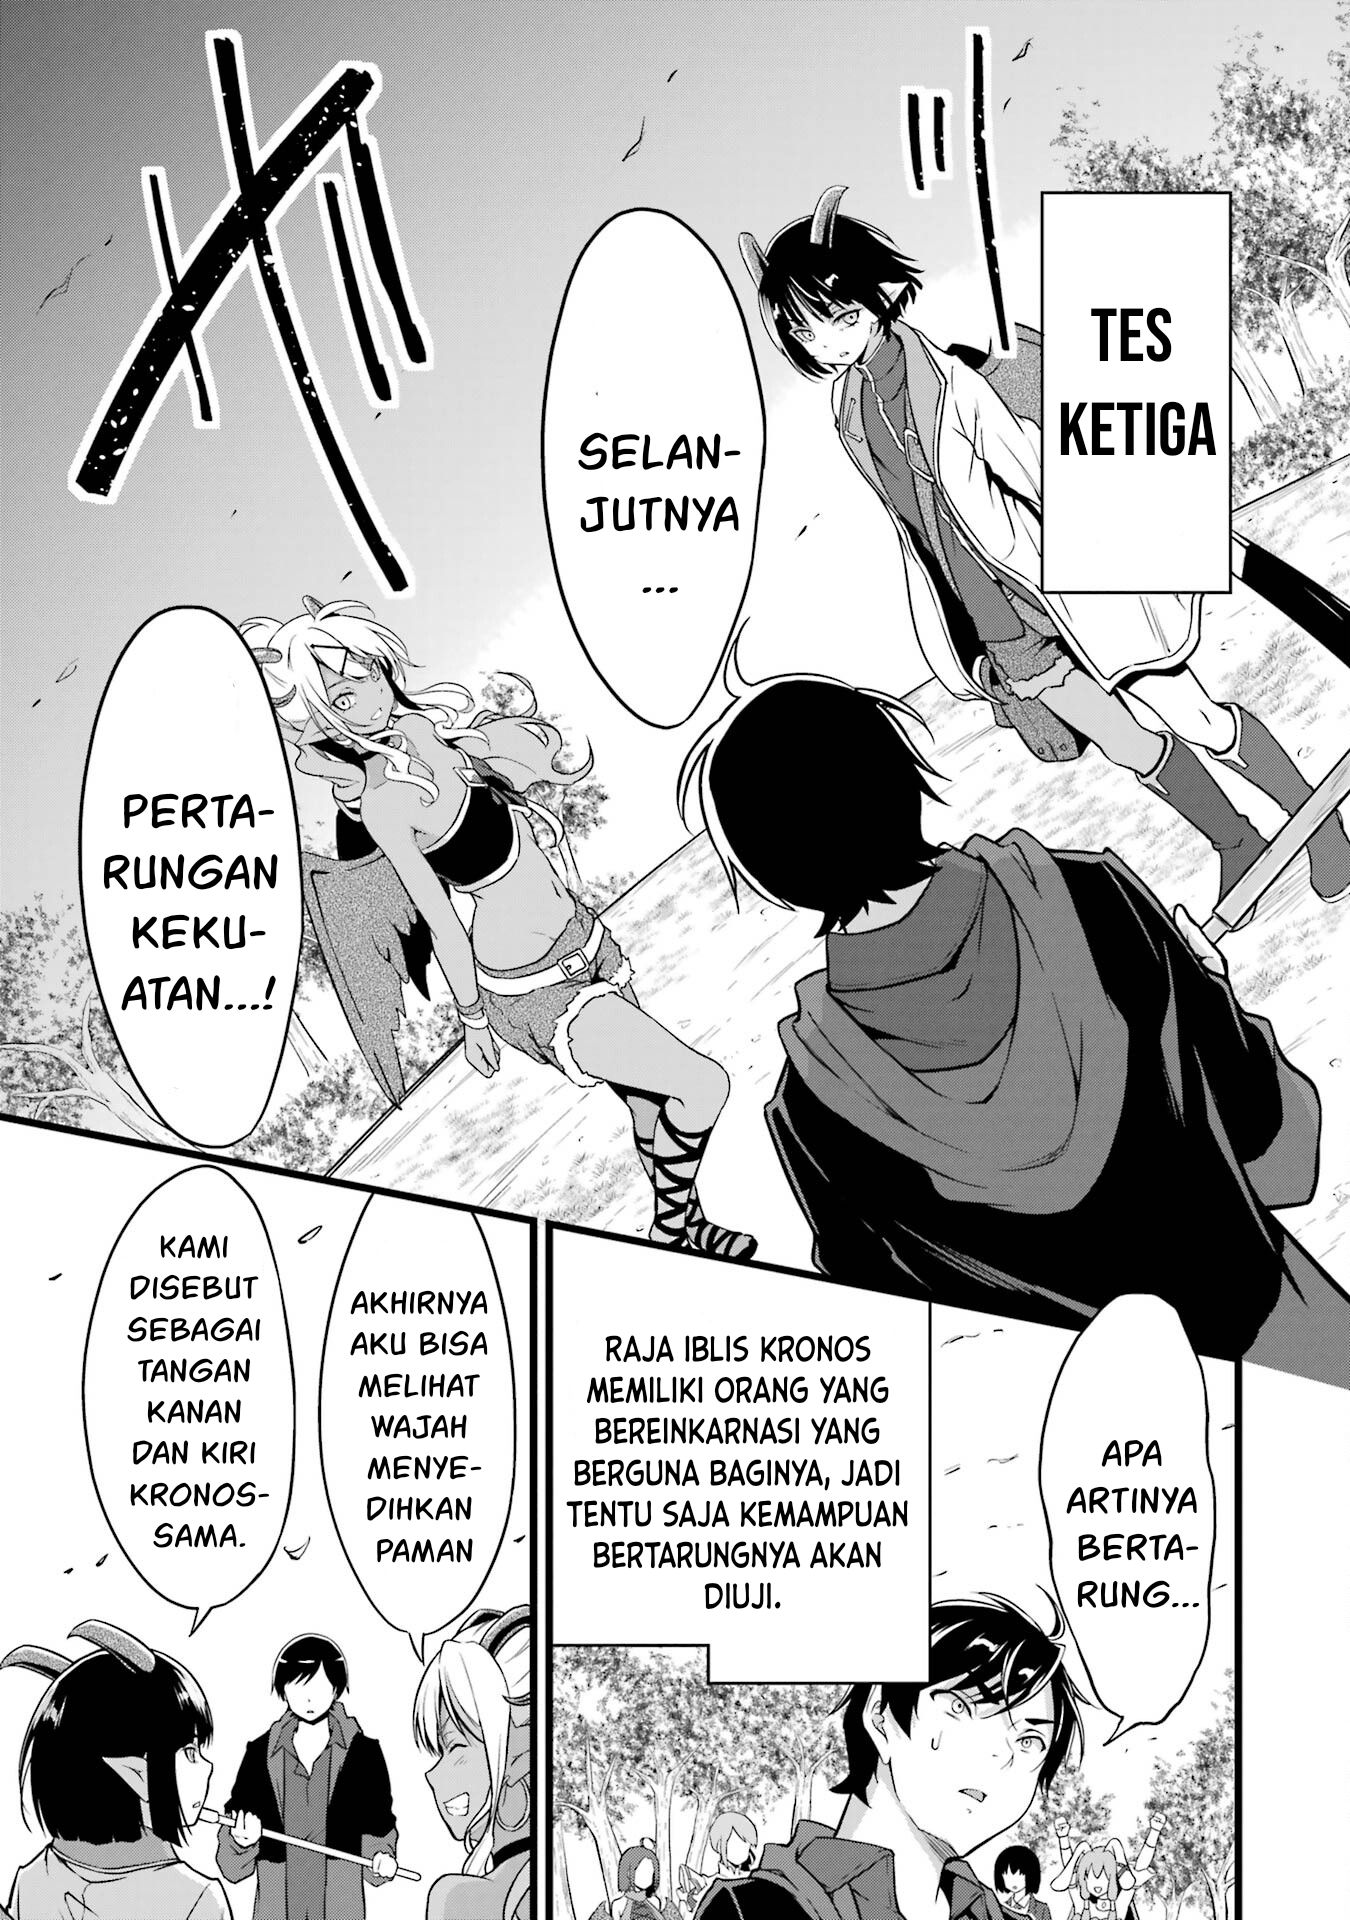 TES
KETIGA
SELAN-
JUTNYA
...
PERTA-
RUNGAN
KEKU-
ATAN...!
APA
ARTINYA
BERTA-
RUNG...
RAJA IBLIS KRONOS
MEMILIKI ORANG YANG
BEREINKARNASI YANG
BERGUNA BAGINYA, JADI
TENTU SAJA KEMAMPUAN
BERTARUNGNYA AKAN
DIUJI.
AKHIRNYA
AKU BISA
MELIHAT
WAJAH
MENYE-
DIHKAN
PAMAN
KAMI
DISEBUT
SEBAGAI
TANGAN
KANAN
DAN KIRI
KRONOS-
SAMA.